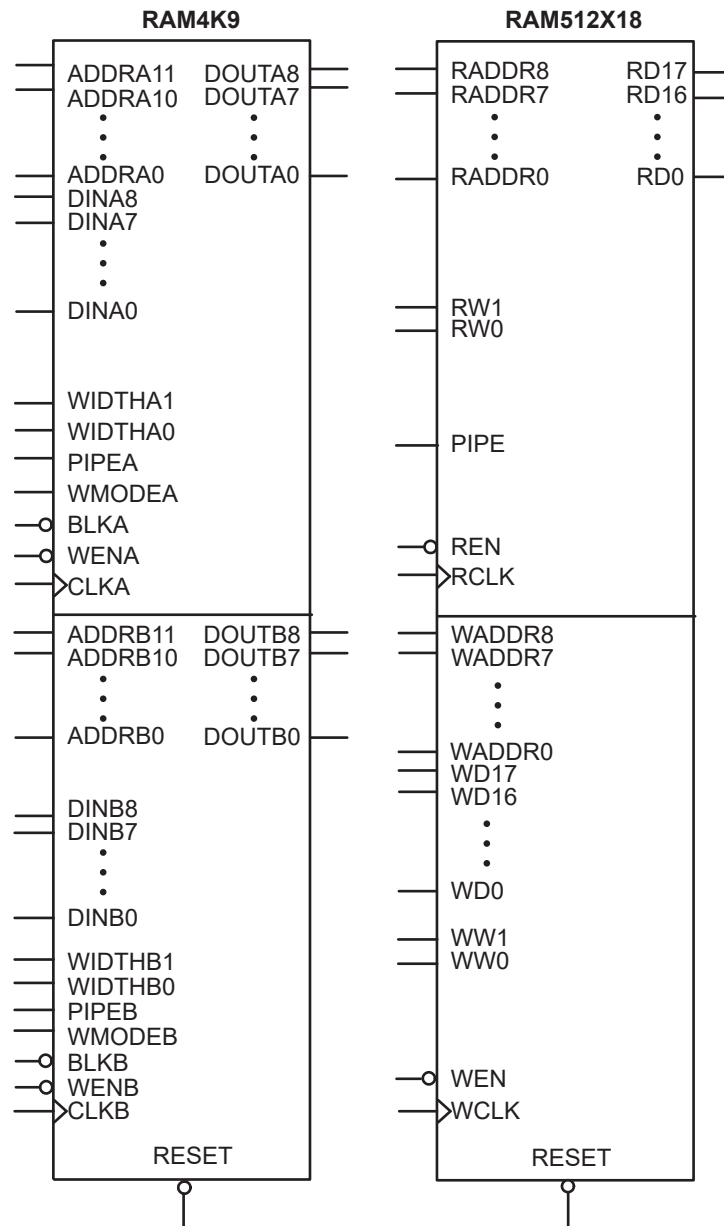 RAM4K9
ADDRA11 DOUTA8
ADDRA10 DOUTA7
ADDRA0 DOUTA0
DINA8
DINA7
DINA0
WIDTHA1
WIDTHA0
PIPEA
WMODEA
BLKA
WENA
CLKA
ADDRB11 DOUTB8
ADDRB10 DOUTB7
ADDRB0 DOUTB0
DINB8
DINB7
DINB0
WIDTHB1
WIDTHB0
PIPEB
WMODEB
BLKB
WENB
CLKB
RESET
RAM512X18
RADDR8 RD17
RADDR7 RD16
RADDR0 RD0
RW1
RW0
PIPE
REN
RCLK
WADDR8
WADDR7
WADDR0
WD17
WD16
WD0
WW1
WW0
WEN
WCLK
RESET